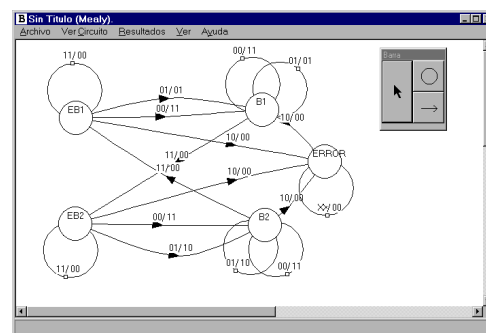 B Sin Título (Mealy).
Archivo Ver Circuito Resultados Ver Ayuda
Barra
11/00
00/11
01/01
EB1
01/01
00/11
B1
10/00
10/00
11/00
ERROR
11/00
10/00
EB2
00/11
B2
10/00
XX/00
01/10
01/10
00/11
11/00